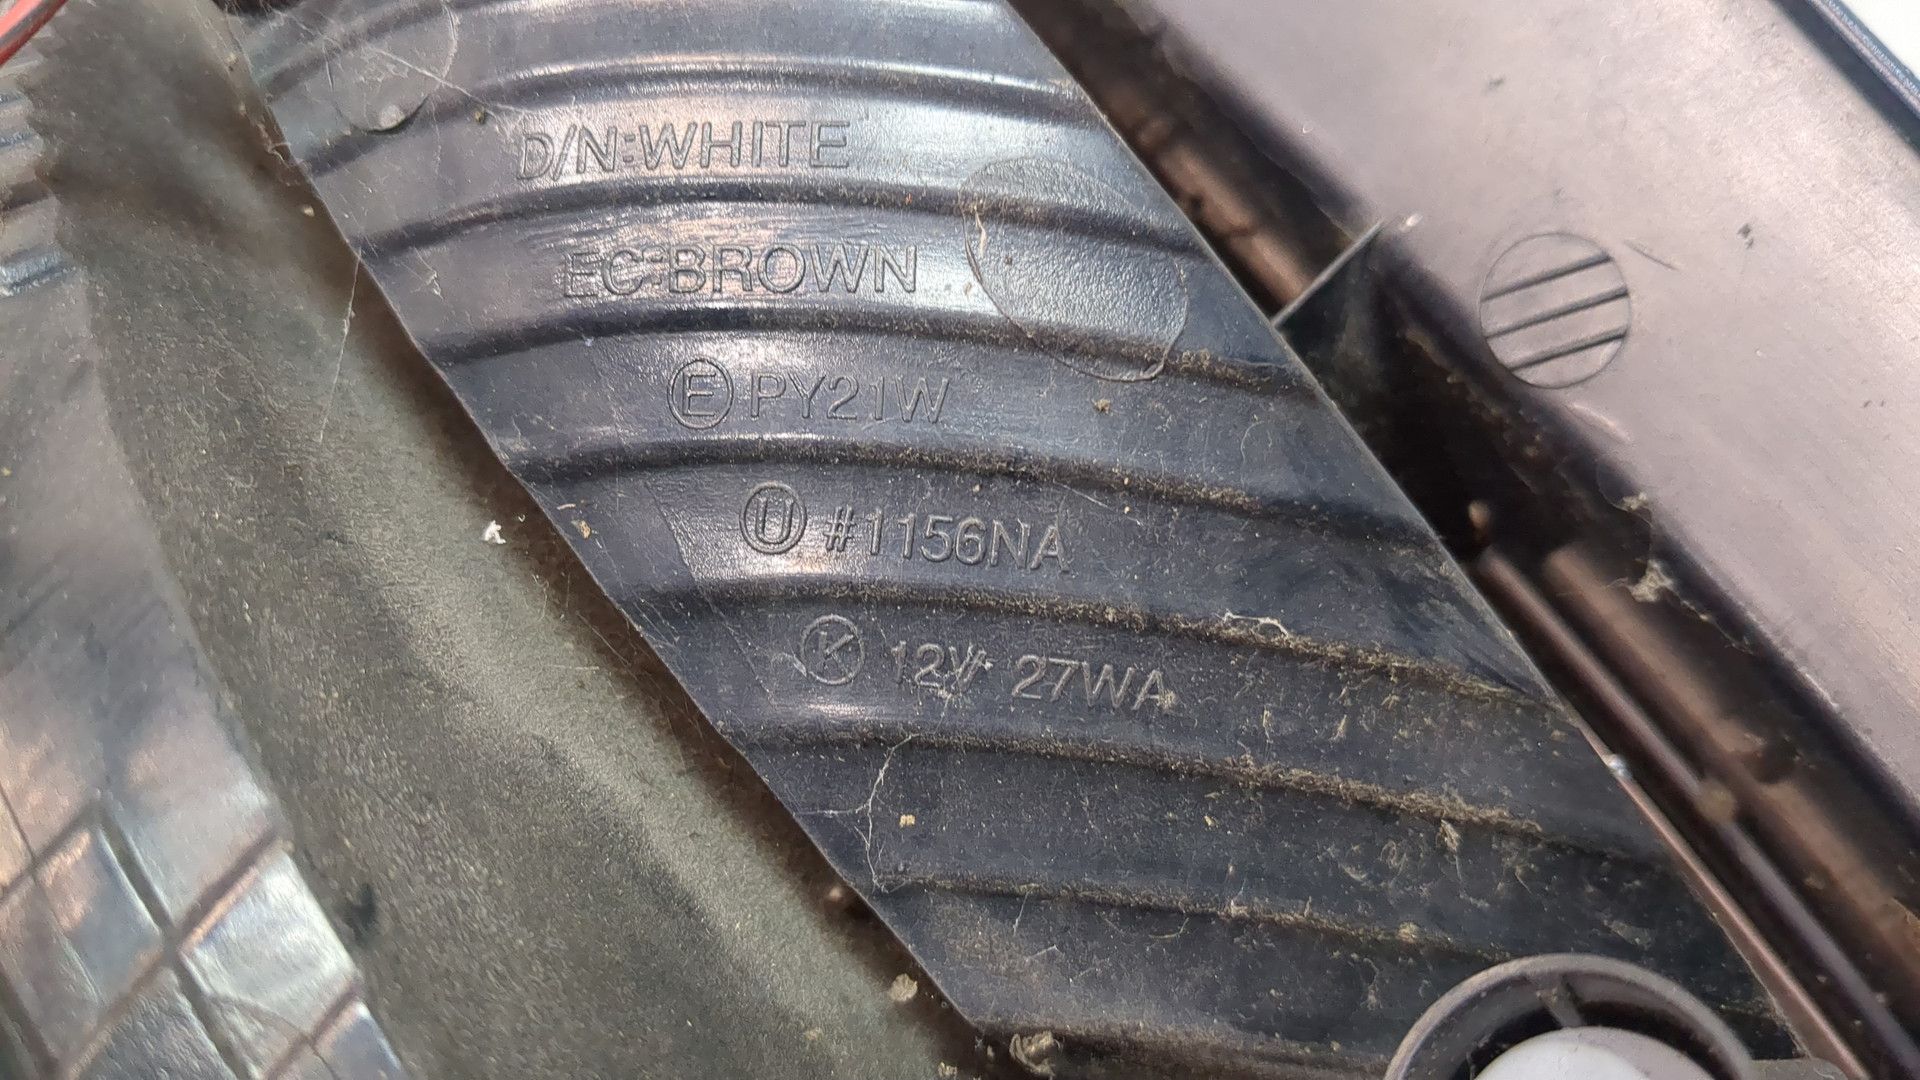 D/N:WHITE
EC:BROWN
Ⓔ PY21W
Ⓤ #1156NA
Ⓚ 12V 27WA